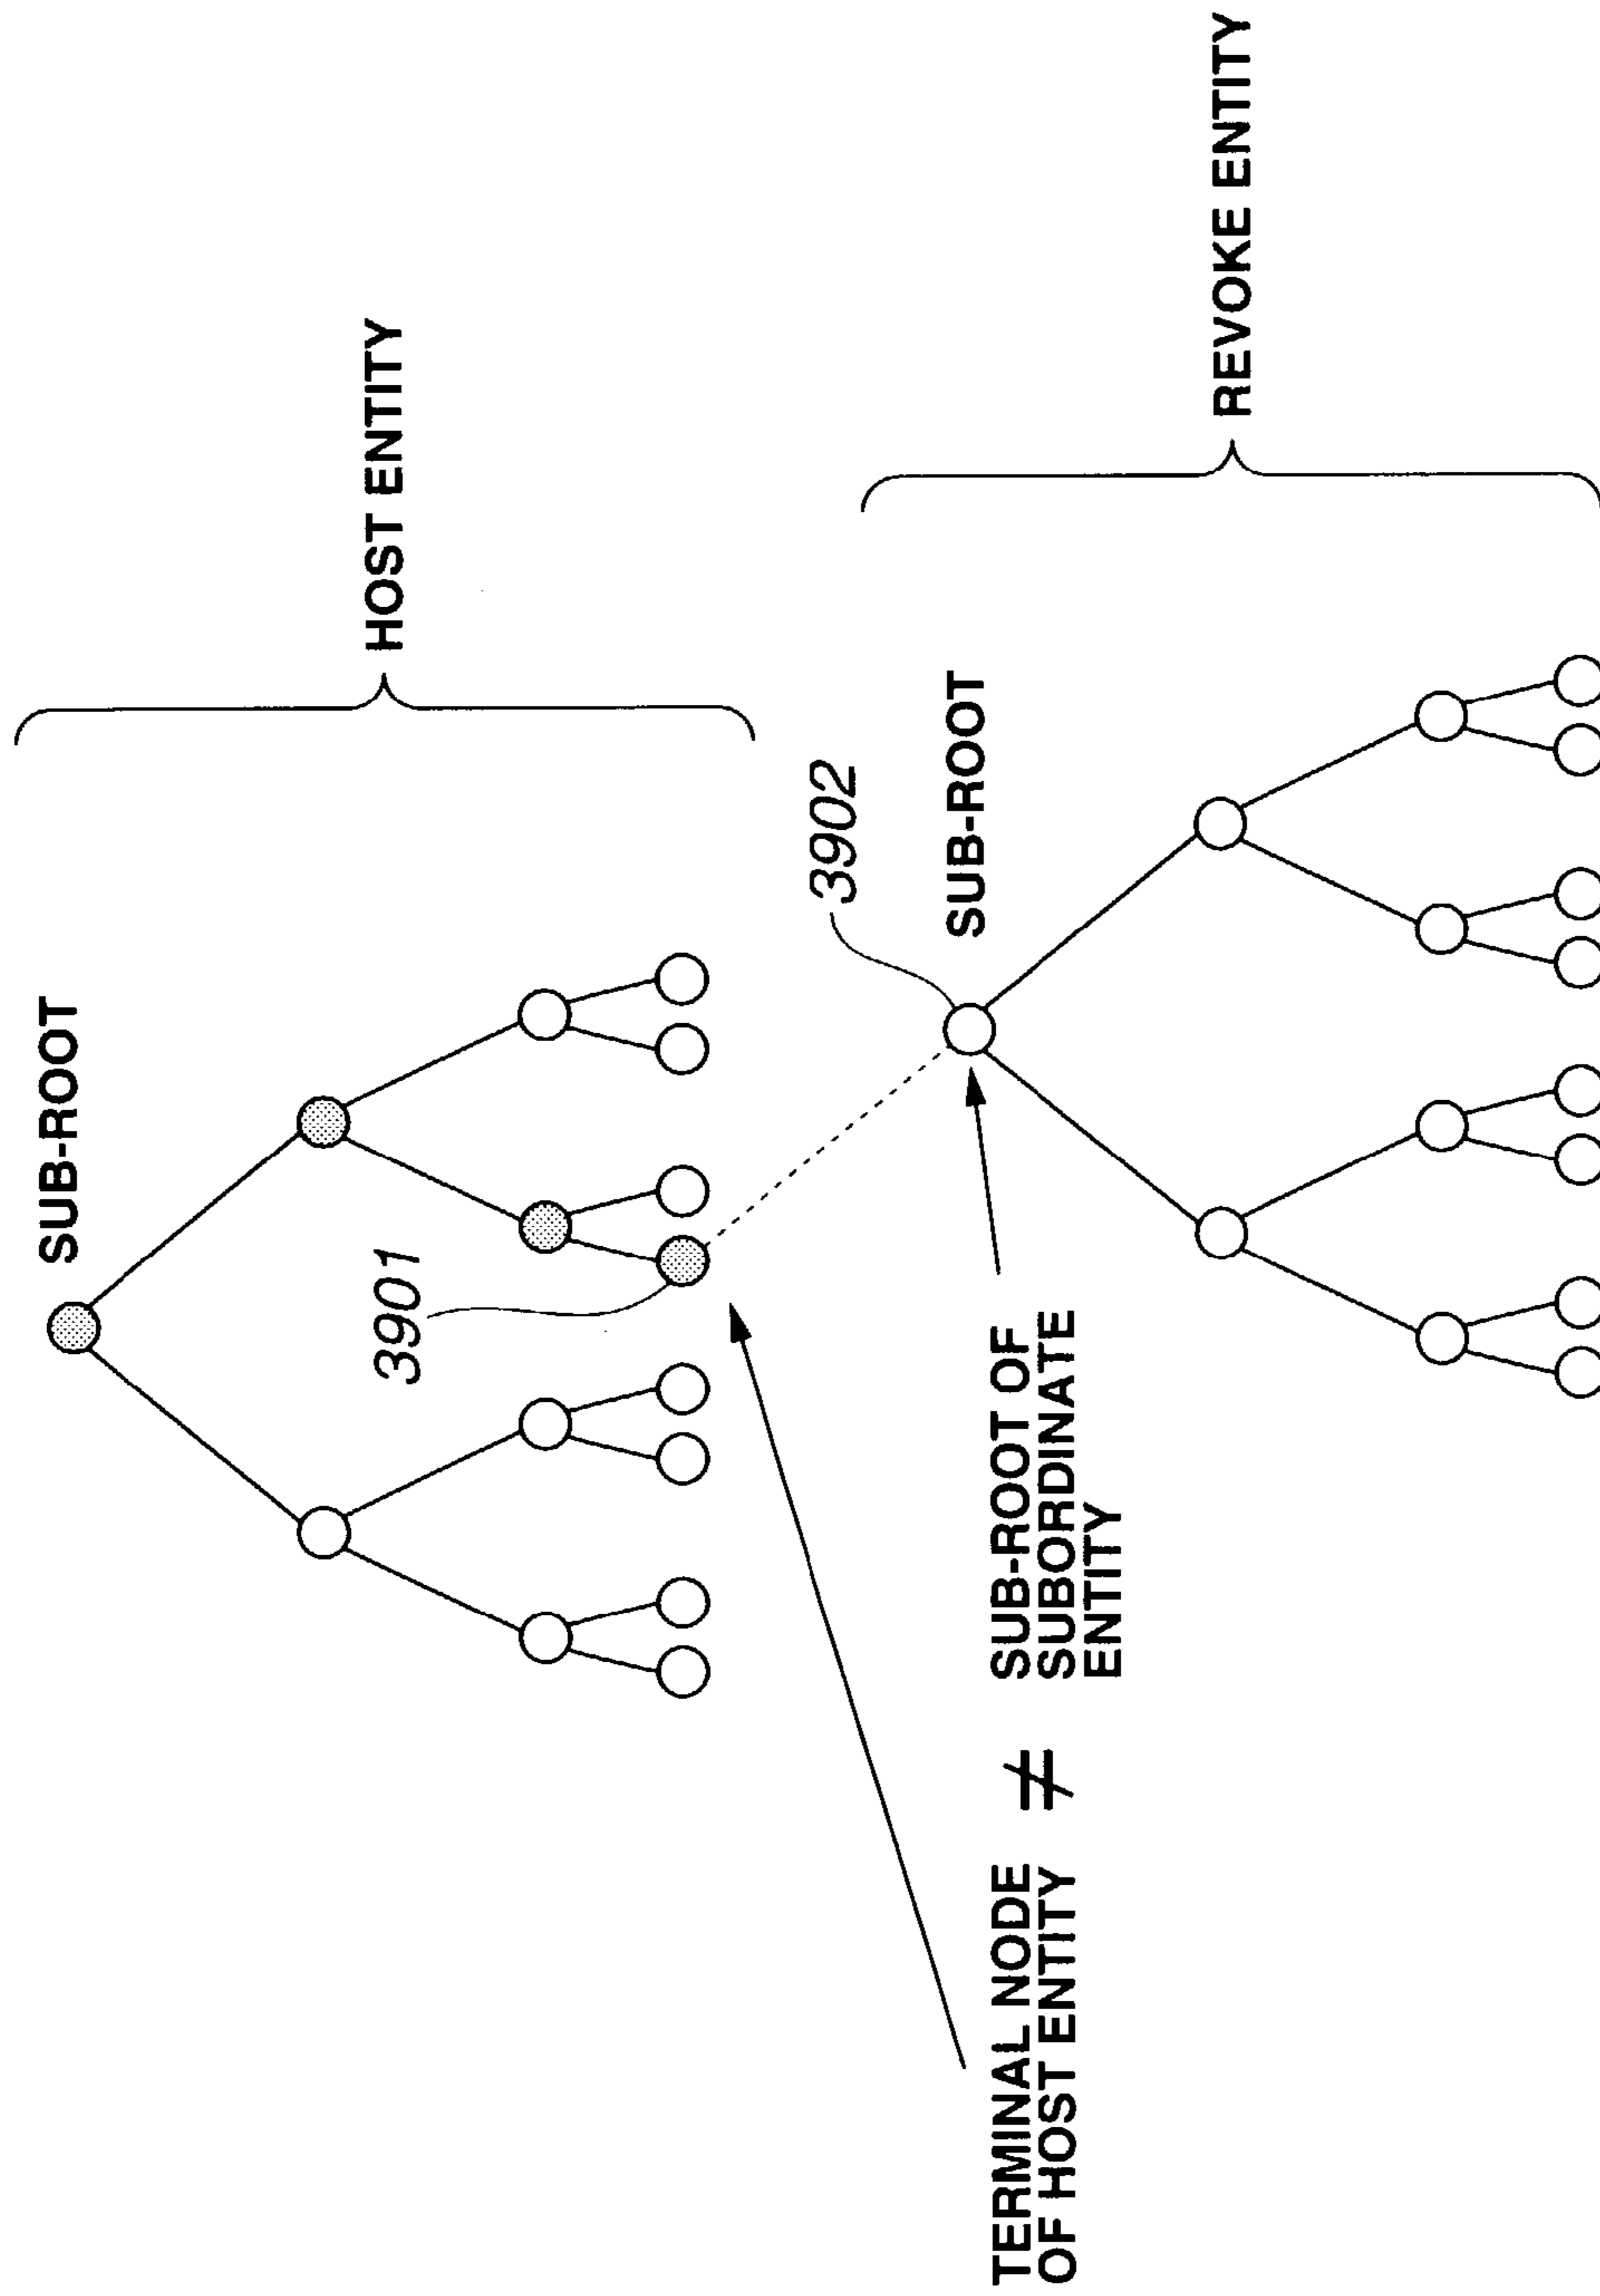 SUB-ROOT
HOST ENTITY
3901
3902
SUB-ROOT
REVOKE ENTITY
TERMINAL NODE
OF HOST ENTITY
≠
SUB-ROOT OF
SUBORDINATE
ENTITY